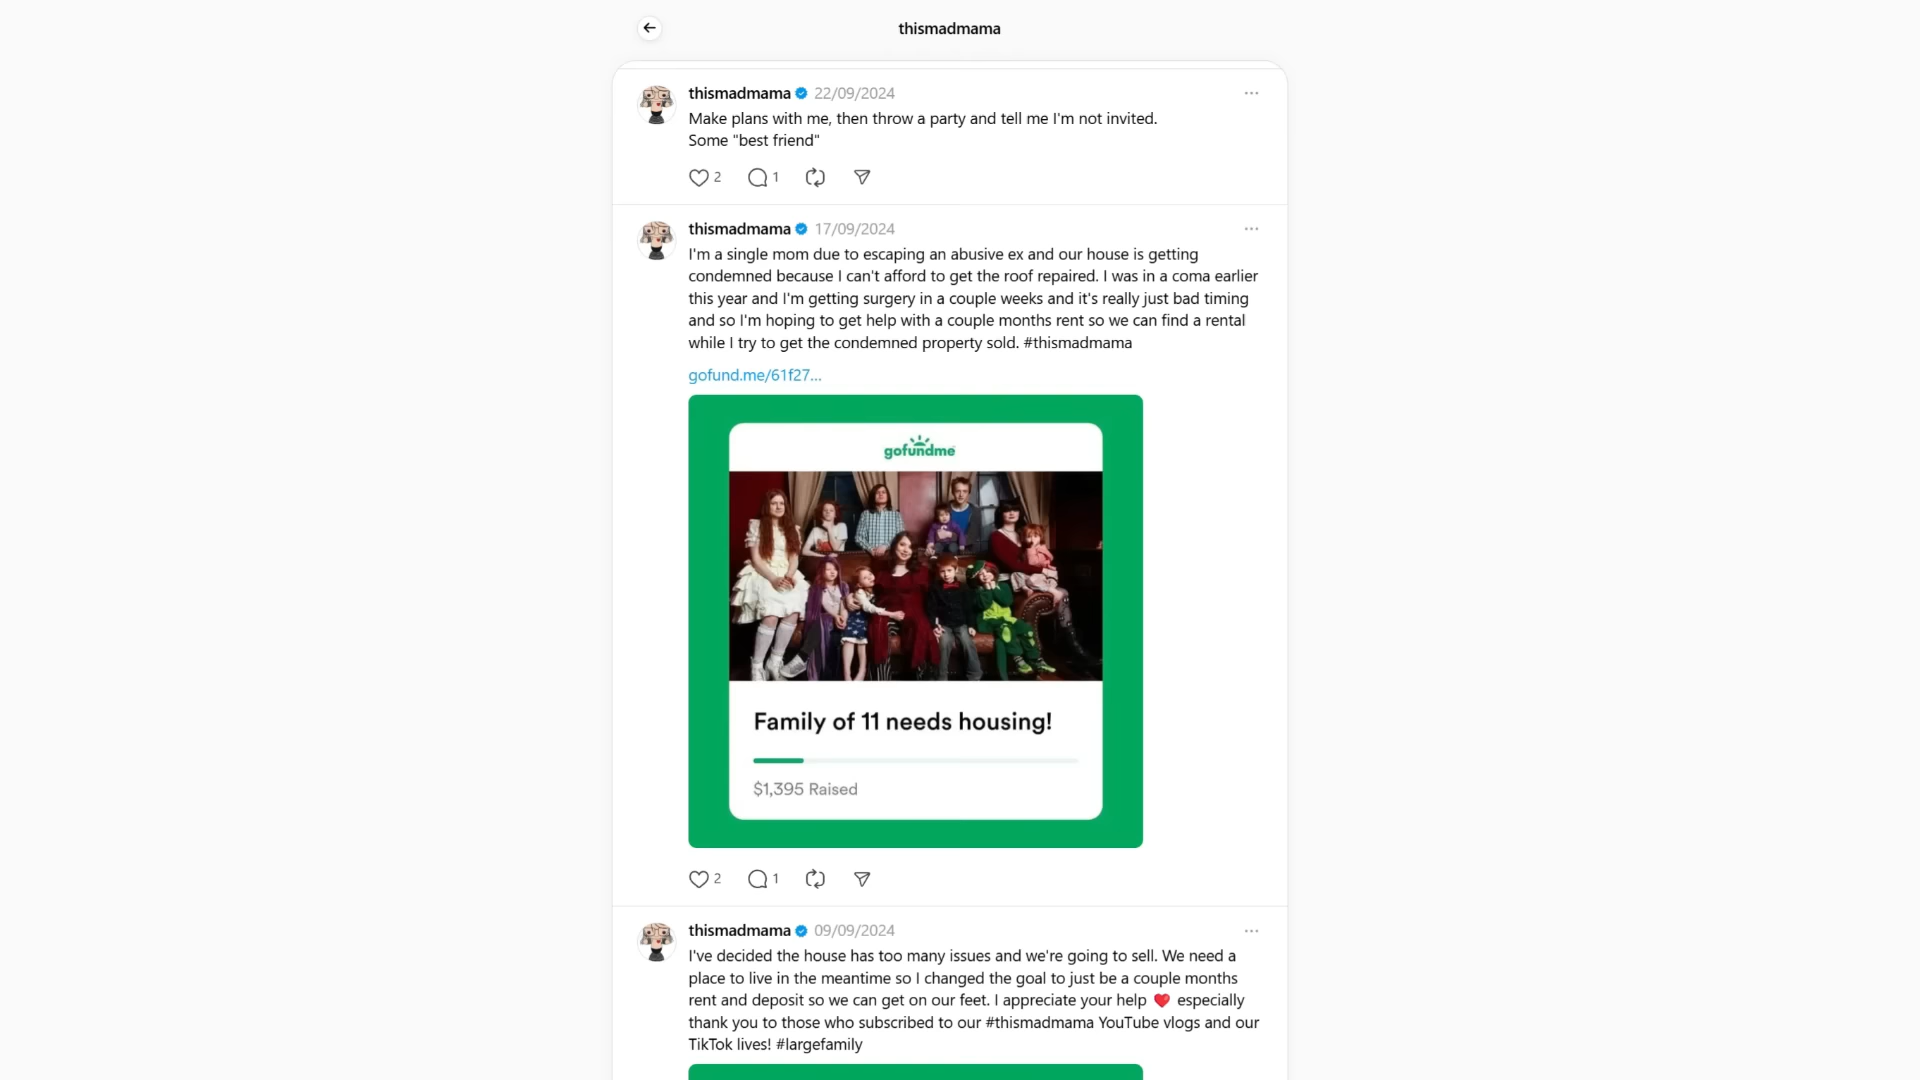 thismadmama
thismadmama 22/09/2024
Make plans with me, then throw a party and tell me I'm not invited.
Some "best friend"
2 1
thismadmama 17/09/2024
I'm a single mom due to escaping an abusive ex and our house is getting
condemned because I can't afford to get the roof repaired. I was in a coma earlier
this year and I'm getting surgery in a couple weeks and it's really just bad timing
and so I'm hoping to get help with a couple months rent so we can find a rental
while I try to get the condemned property sold. #thismadmama
gofund.me/61f27...
gofundme
Family of 11 needs housing!
$1,395 Raised
2 1
thismadmama 09/09/2024
I've decided the house has too many issues and we're going to sell. We need a
place to live in the meantime so I changed the goal to just be a couple months
rent and deposit so we can get on our feet. I appreciate your help ❤️ especially
thank you to those who subscribed to our #thismadmama YouTube vlogs and our
TikTok lives! #largefamily